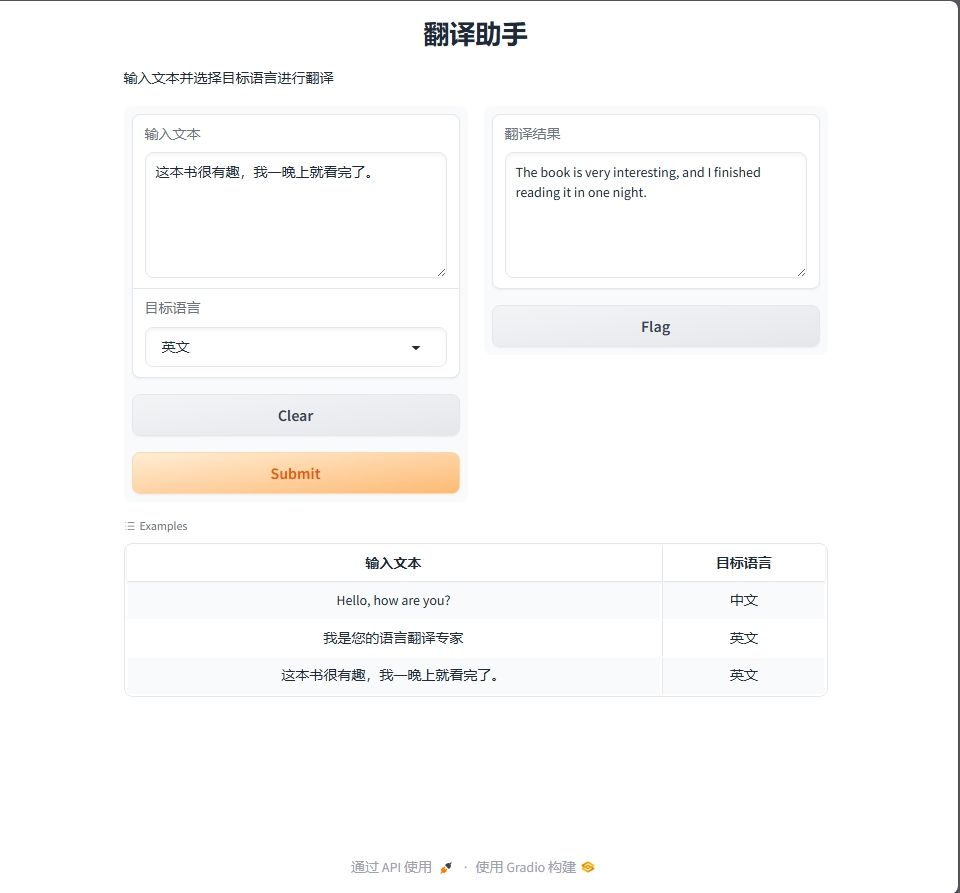 翻译助手
输入文本并选择目标语言进行翻译
输入文本
这本书很有趣，我一晚上就看完了。
目标语言
英文
Clear
Submit
翻译结果
The book is very interesting, and I finished
reading it in one night.
Flag
Examples
输入文本 目标语言
Hello, how are you? 中文
我是您的语言翻译专家 英文
这本书很有趣，我一晚上就看完了。 英文
通过 API 使用 · 使用 Gradio 构建